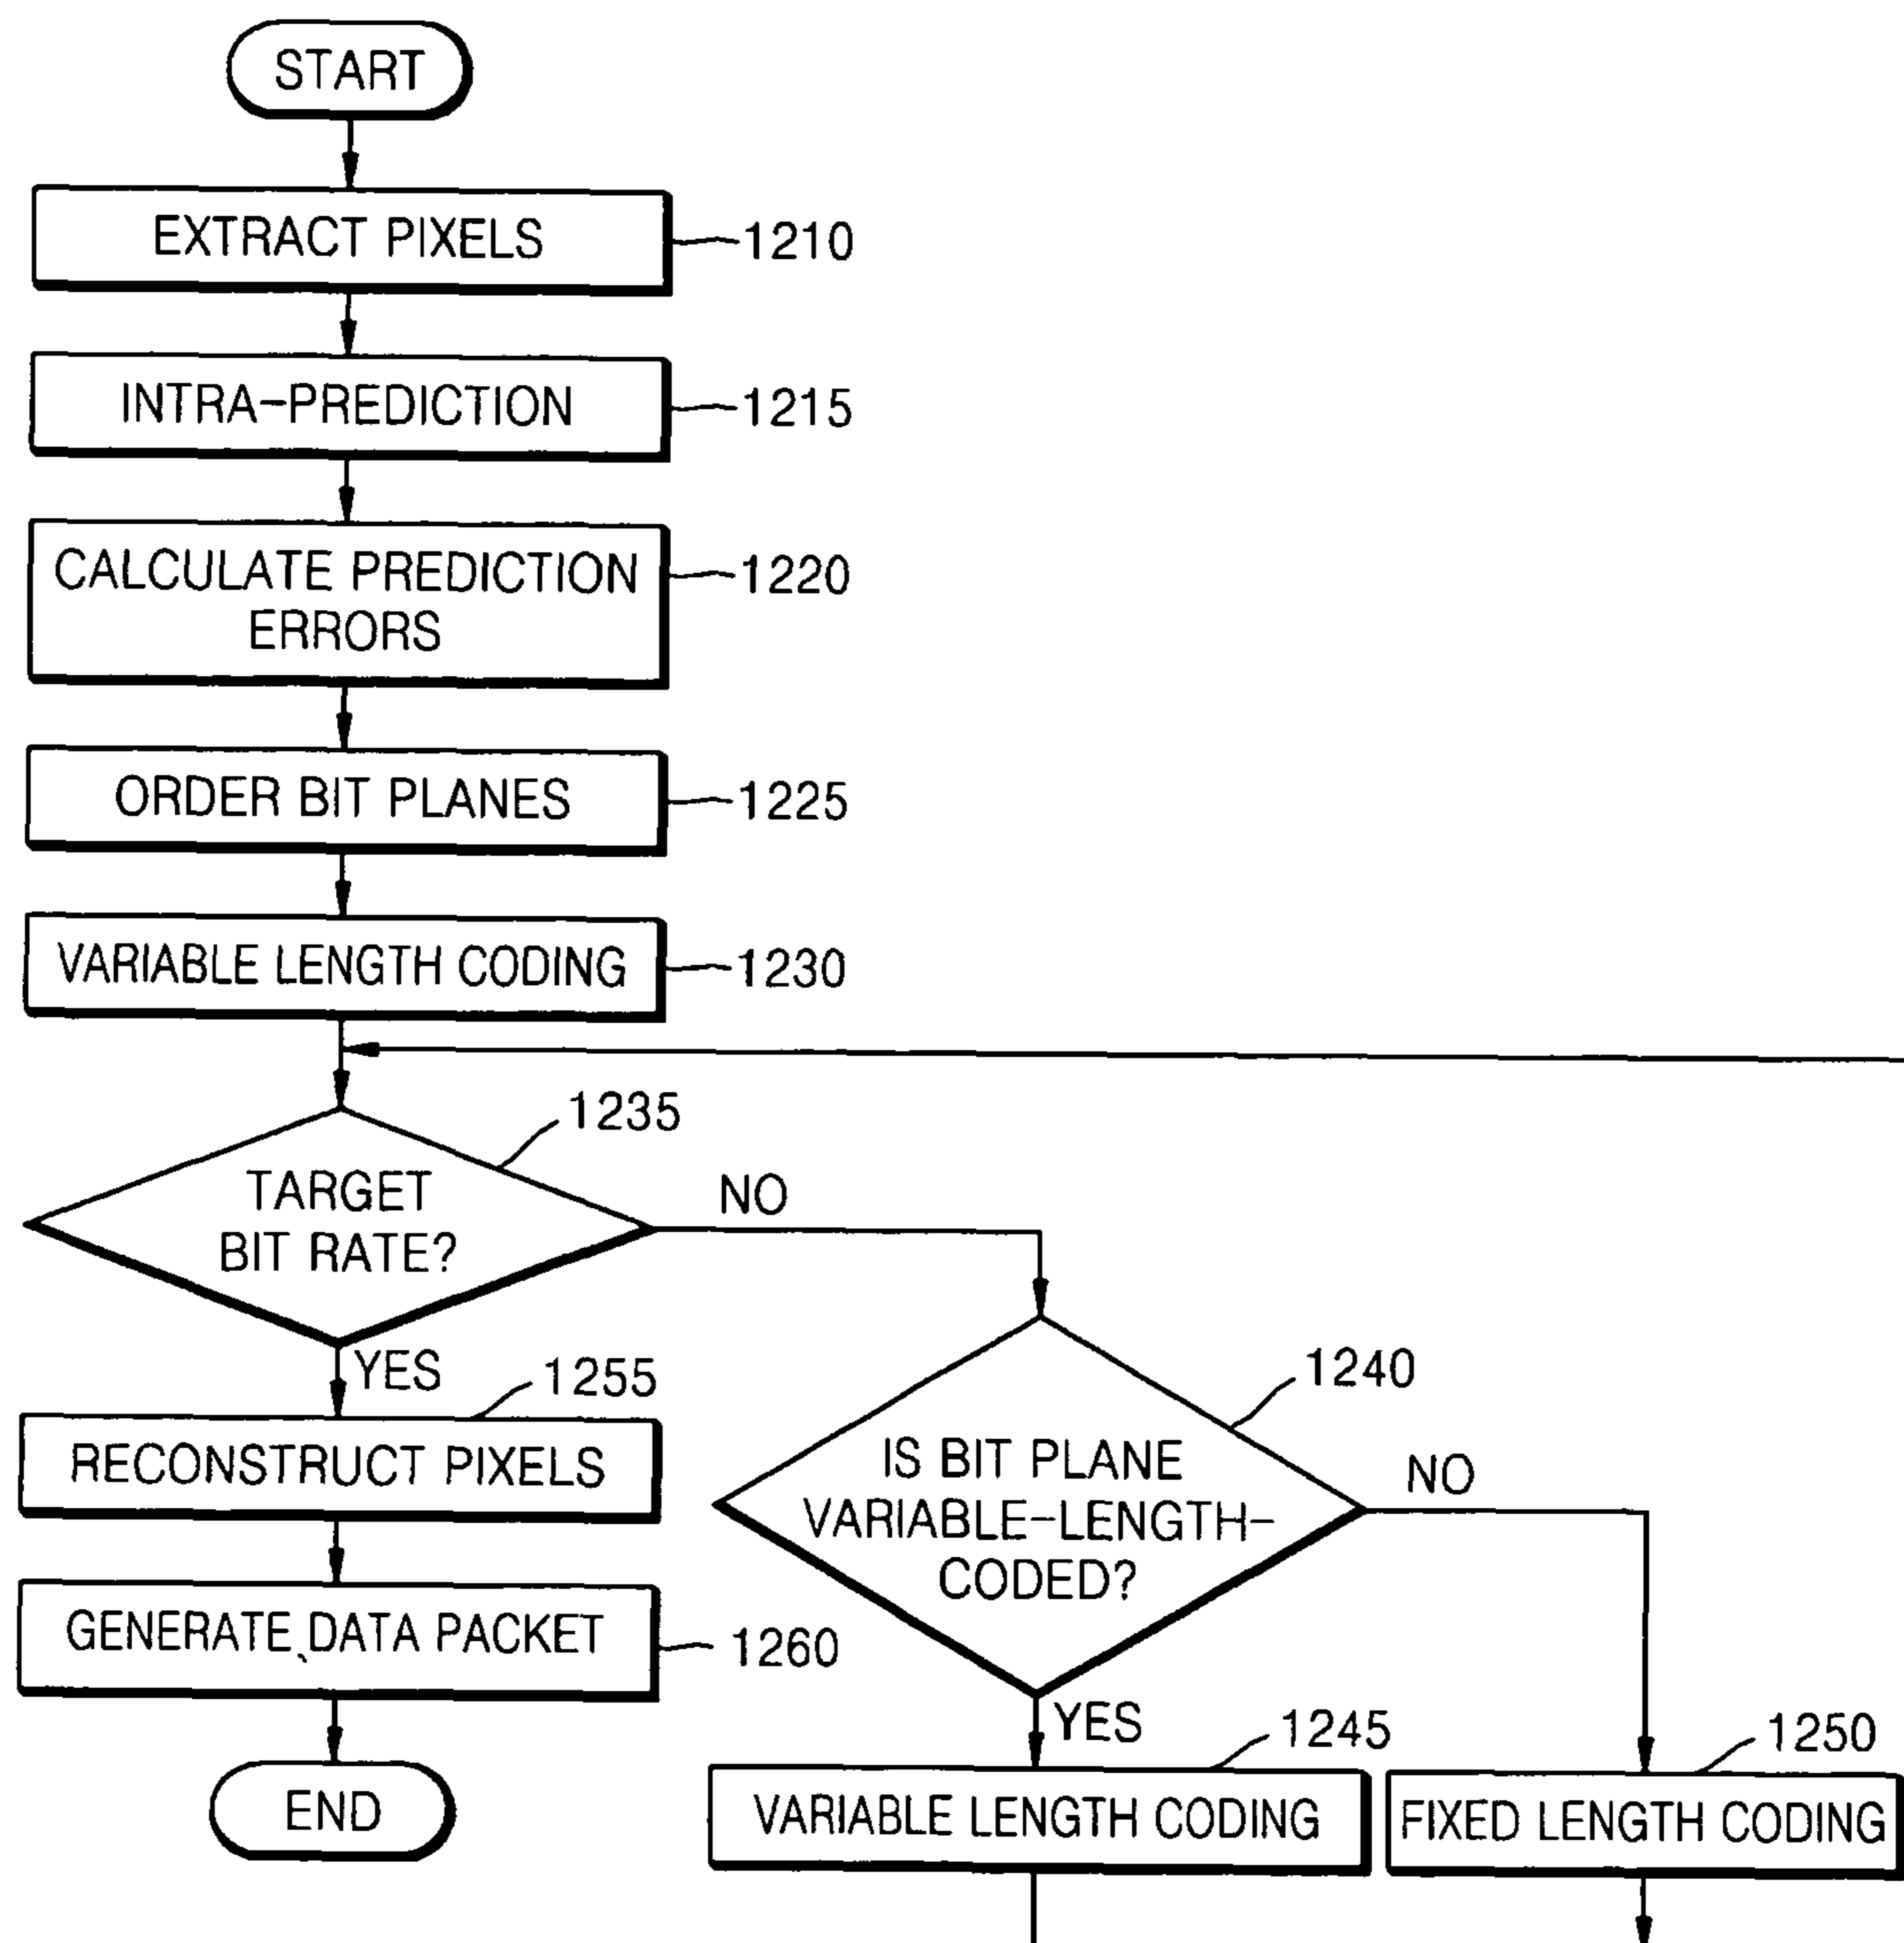 START
EXTRACT PIXELS
1210
INTRA-PREDICTION
1215
CALCULATE PREDICTION
ERRORS
1220
ORDER BIT PLANES
1225
VARIABLE LENGTH CODING
1230
1235
TARGET
BIT RATE?
NO
YES
1255
RECONSTRUCT PIXELS
GENERATE DATA PACKET
1260
END
1240
IS BIT PLANE
VARIABLE-LENGTH-
CODED?
NO
YES
1245
VARIABLE LENGTH CODING
1250
FIXED LENGTH CODING